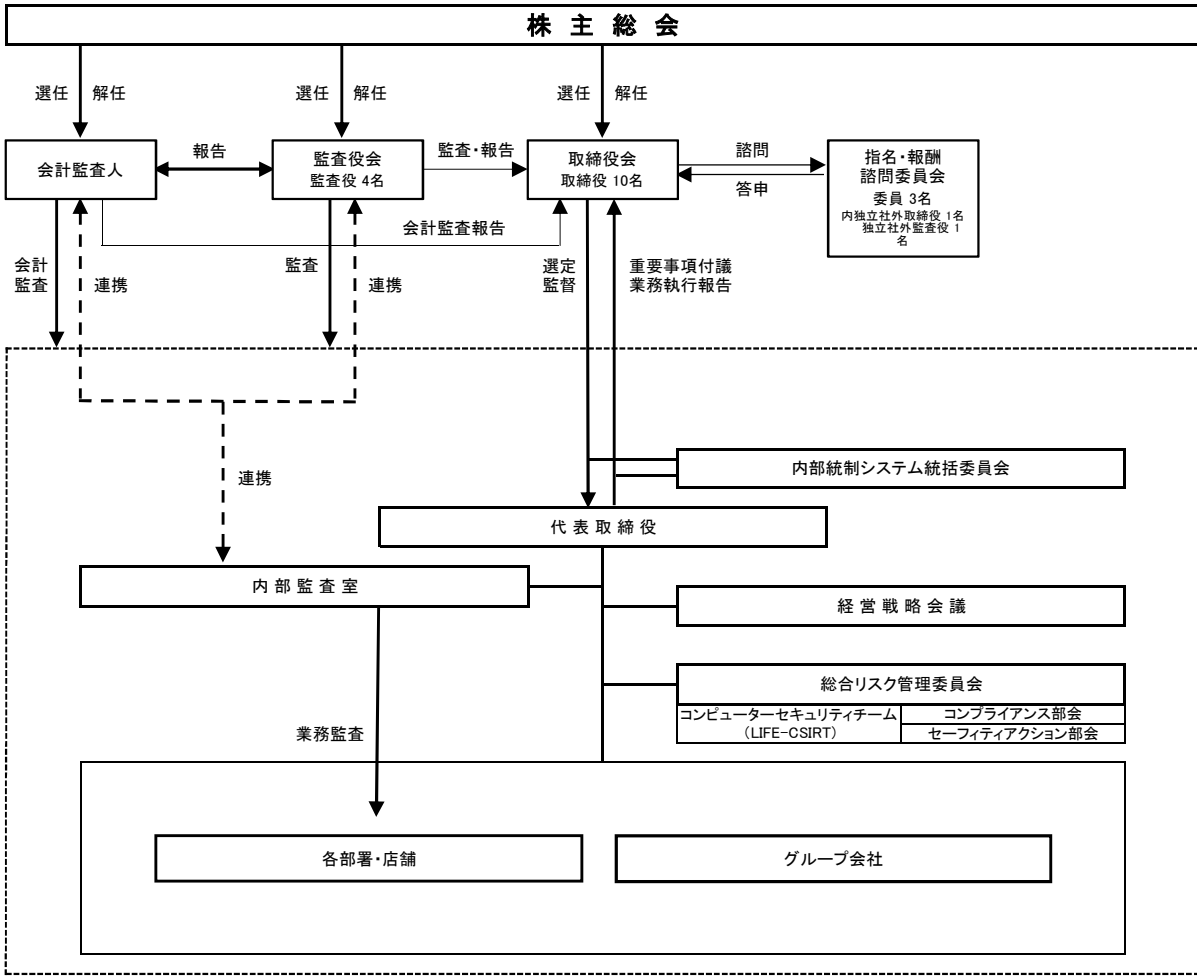 株 主 総 会
選任 解任
選任 解任
選任 解任
会計監査人
報告
監査役会
監査役 4名
監査・報告
取締役会
取締役 10名
諮問
答申
指名・報酬
諮問委員会
委員 3名
内独立社外取締役 1名
独立社外監査役 1
名
会計監査報告
会計
監査
連携
監査
連携
選定
監督
重要事項付議
業務執行報告
連携
内部統制システム統括委員会
代 表 取 締 役
内 部 監 査 室
経 営 戦 略 会 議
総合リスク管理委員会
コンピューターセキュリティチーム
(LIFE-CSIRT)
コンプライアンス部会
セーフィティアクション部会
業務監査
各部署・店舗
グループ会社